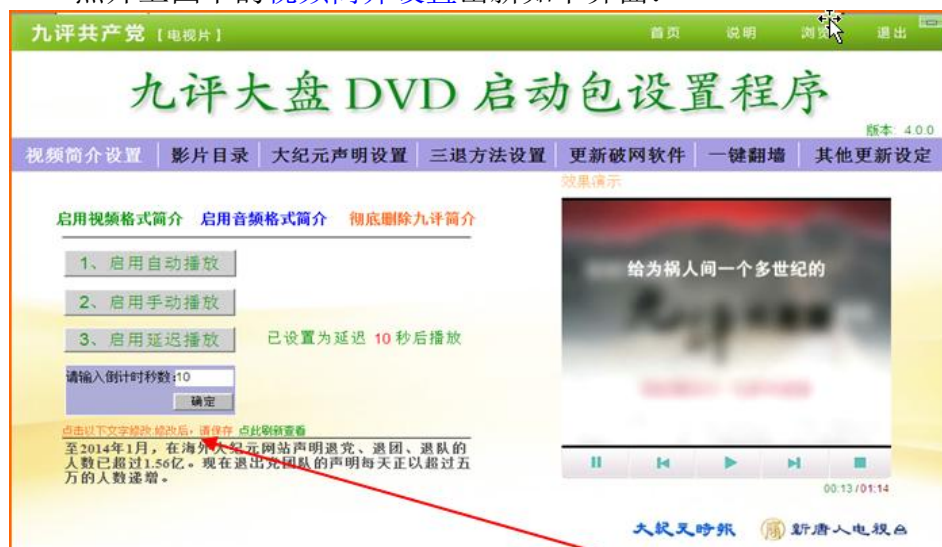 九评共产党 【电视片】 首页 说明 浏览 退出
九评大盘 DVD 启动包设置程序
版本: 4.0.0
视频简介设置 影片目录 大纪元声明设置 三退方法设置 更新破网软件 一键翻墙 其他更新设定
效果演示
启用视频格式简介 启用音频格式简介 彻底删除九评简介
1、启用自动播放
2、启用手动播放
3、启用延迟播放 已设置为延迟 10 秒后播放
请输入倒计时秒数:10
确定
点击以下文字修改.修改后,请保存 点此刷新查看
至2014年1月,在海外大纪元网站声明退党、退团、退队的
人数已超过1.56亿。现在退出党团队的声明每天正以超过五
万的人数递增。
给为祸人间一个多世纪的
00:13 / 01:14
大紀元時報 新唐人电视台